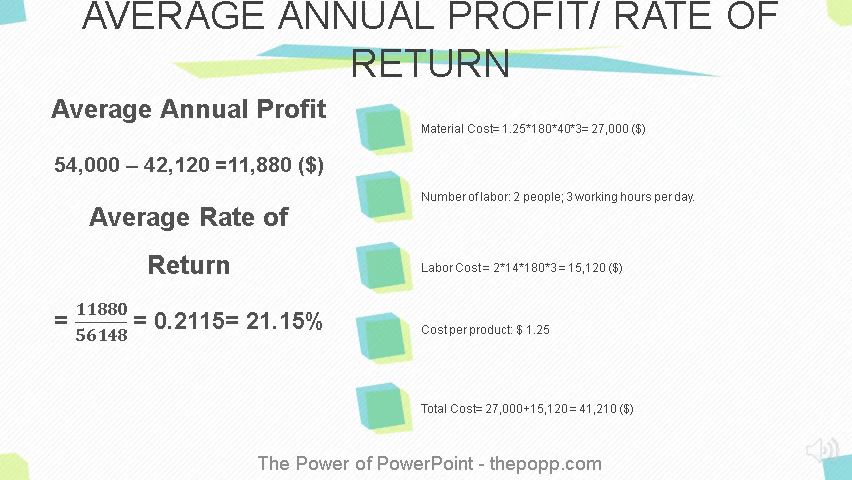 AVERAGE ANNUAL PROFIT/ RATE OF
RETURN
Average Annual Profit
54,000 – 42,120 =11,880 ($)
Average Rate of
Return
= 11880/56148 = 0.2115= 21.15%
Material Cost= 1.25*180*40*3= 27,000 ($)
Number of labor: 2 people; 3 working hours per day.
Labor Cost = 2*14*180*3 = 15,120 ($)
Cost per product: $ 1.25
Total Cost= 27,000+15,120 = 41,210 ($)
The Power of PowerPoint - thepopp.com